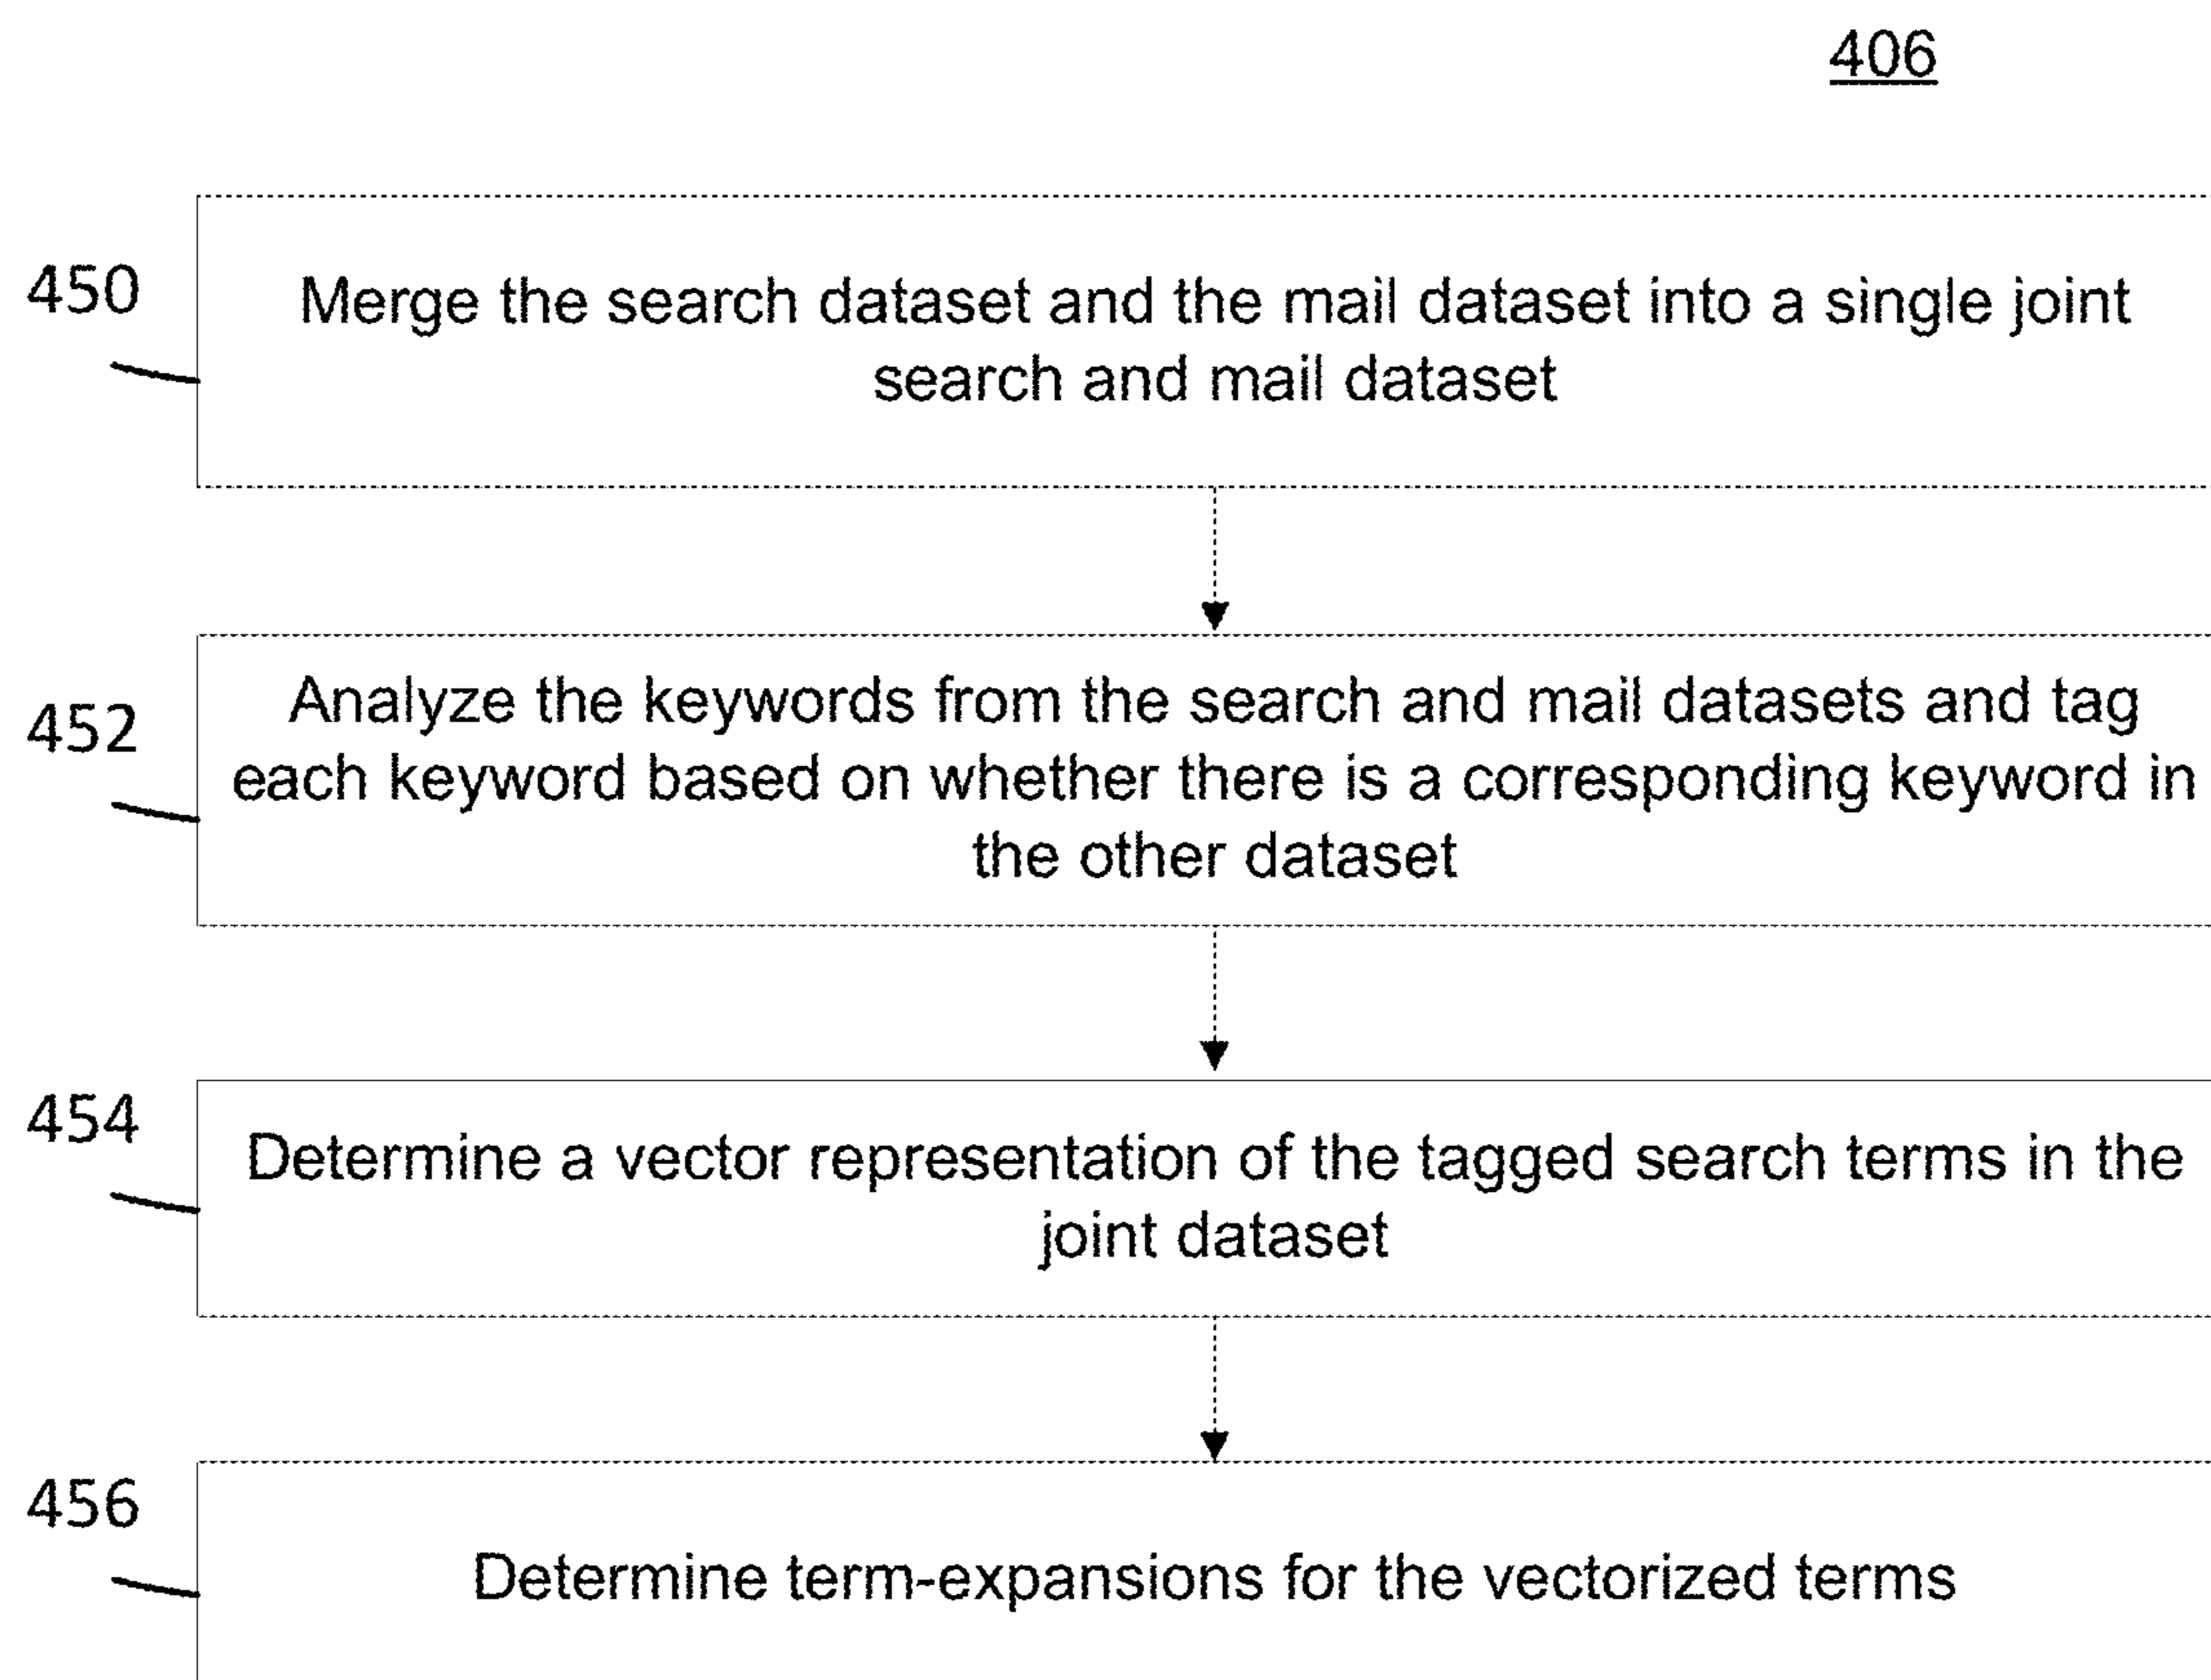 406
450
Merge the search dataset and the mail dataset into a single joint
search and mail dataset
452
Analyze the keywords from the search and mail datasets and tag
each keyword based on whether there is a corresponding keyword in
the other dataset
454
Determine a vector representation of the tagged search terms in the
joint dataset
456
Determine term-expansions for the vectorized terms